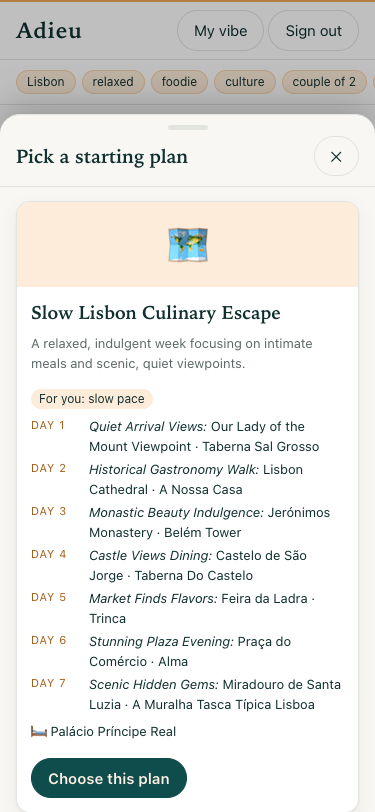 Adieu
My vibe
Sign out
Lisbon
relaxed
foodie
culture
couple of 2
Pick a starting plan
Slow Lisbon Culinary Escape
A relaxed, indulgent week focusing on intimate
meals and scenic, quiet viewpoints.
For you: slow pace
DAY 1 Quiet Arrival Views: Our Lady of the
Mount Viewpoint · Taberna Sal Grosso
DAY 2 Historical Gastronomy Walk: Lisbon
Cathedral · A Nossa Casa
DAY 3 Monastic Beauty Indulgence: Jerónimos
Monastery · Belém Tower
DAY 4 Castle Views Dining: Castelo de São
Jorge · Taberna Do Castelo
DAY 5 Market Finds Flavors: Feira da Ladra ·
Trinca
DAY 6 Stunning Plaza Evening: Praça do
Comércio · Alma
DAY 7 Scenic Hidden Gems: Miradouro de Santa
Luzia · A Muralha Tasca Típica Lisboa
Palácio Príncipe Real
Choose this plan